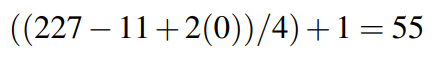 ((227 − 11 + 2(0))/4) + 1 = 55